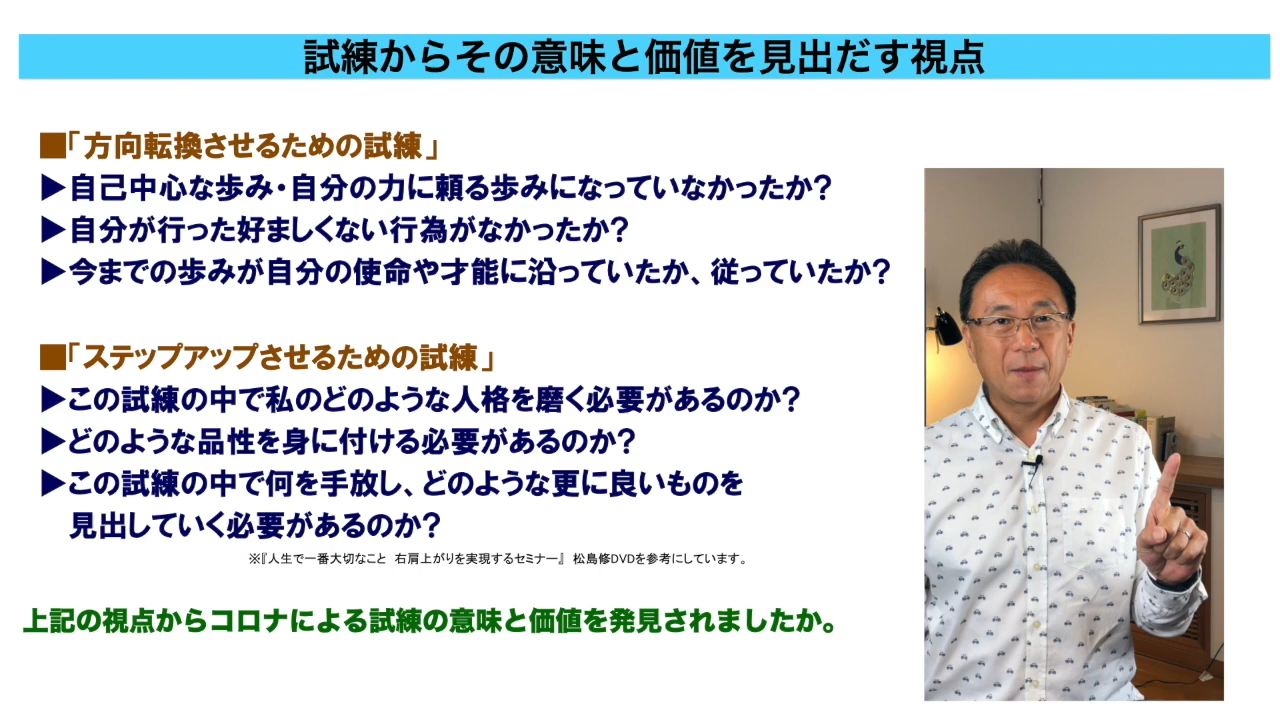 試練からその意味と価値を見出だす視点
■「方向転換させるための試練」
▶自己中心な歩み・自分の力に頼る歩みになっていなかったか?
▶自分が行った好ましくない行為がなかったか?
▶今までの歩みが自分の使命や才能に沿っていたか、従っていたか?
■「ステップアップさせるための試練」
▶この試練の中で私のどのような人格を磨く必要があるのか?
▶どのような品性を身に付ける必要があるのか?
▶この試練の中で何を手放し、どのような更に良いものを
見出していく必要があるのか?
※『人生で一番大切なこと 右肩上がりを実現するセミナー』 松島修DVDを参考にしています。
上記の視点からコロナによる試練の意味と価値を発見されましたか。